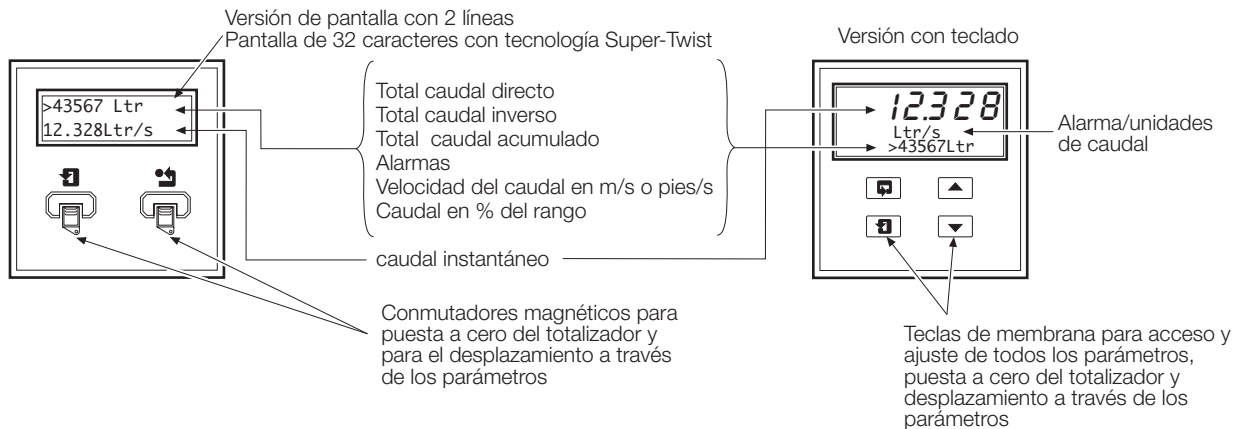 Versión de pantalla con 2 líneas
Pantalla de 32 caracteres con tecnología Super-Twist
>43567 Ltr
12.328Ltr/s
Total caudal directo
Total caudal inverso
Total caudal acumulado
Alarmas
Velocidad del caudal en m/s o pies/s
Caudal en % del rango
caudal instantáneo
Conmutadores magnéticos para
puesta a cero del totalizador y
para el desplazamiento a través
de los parámetros
Versión con teclado
12.328
Ltr/s
>43567Ltr
Alarma/unidades
de caudal
Teclas de membrana para acceso y
ajuste de todos los parámetros,
puesta a cero del totalizador y
desplazamiento a través de los
parámetros